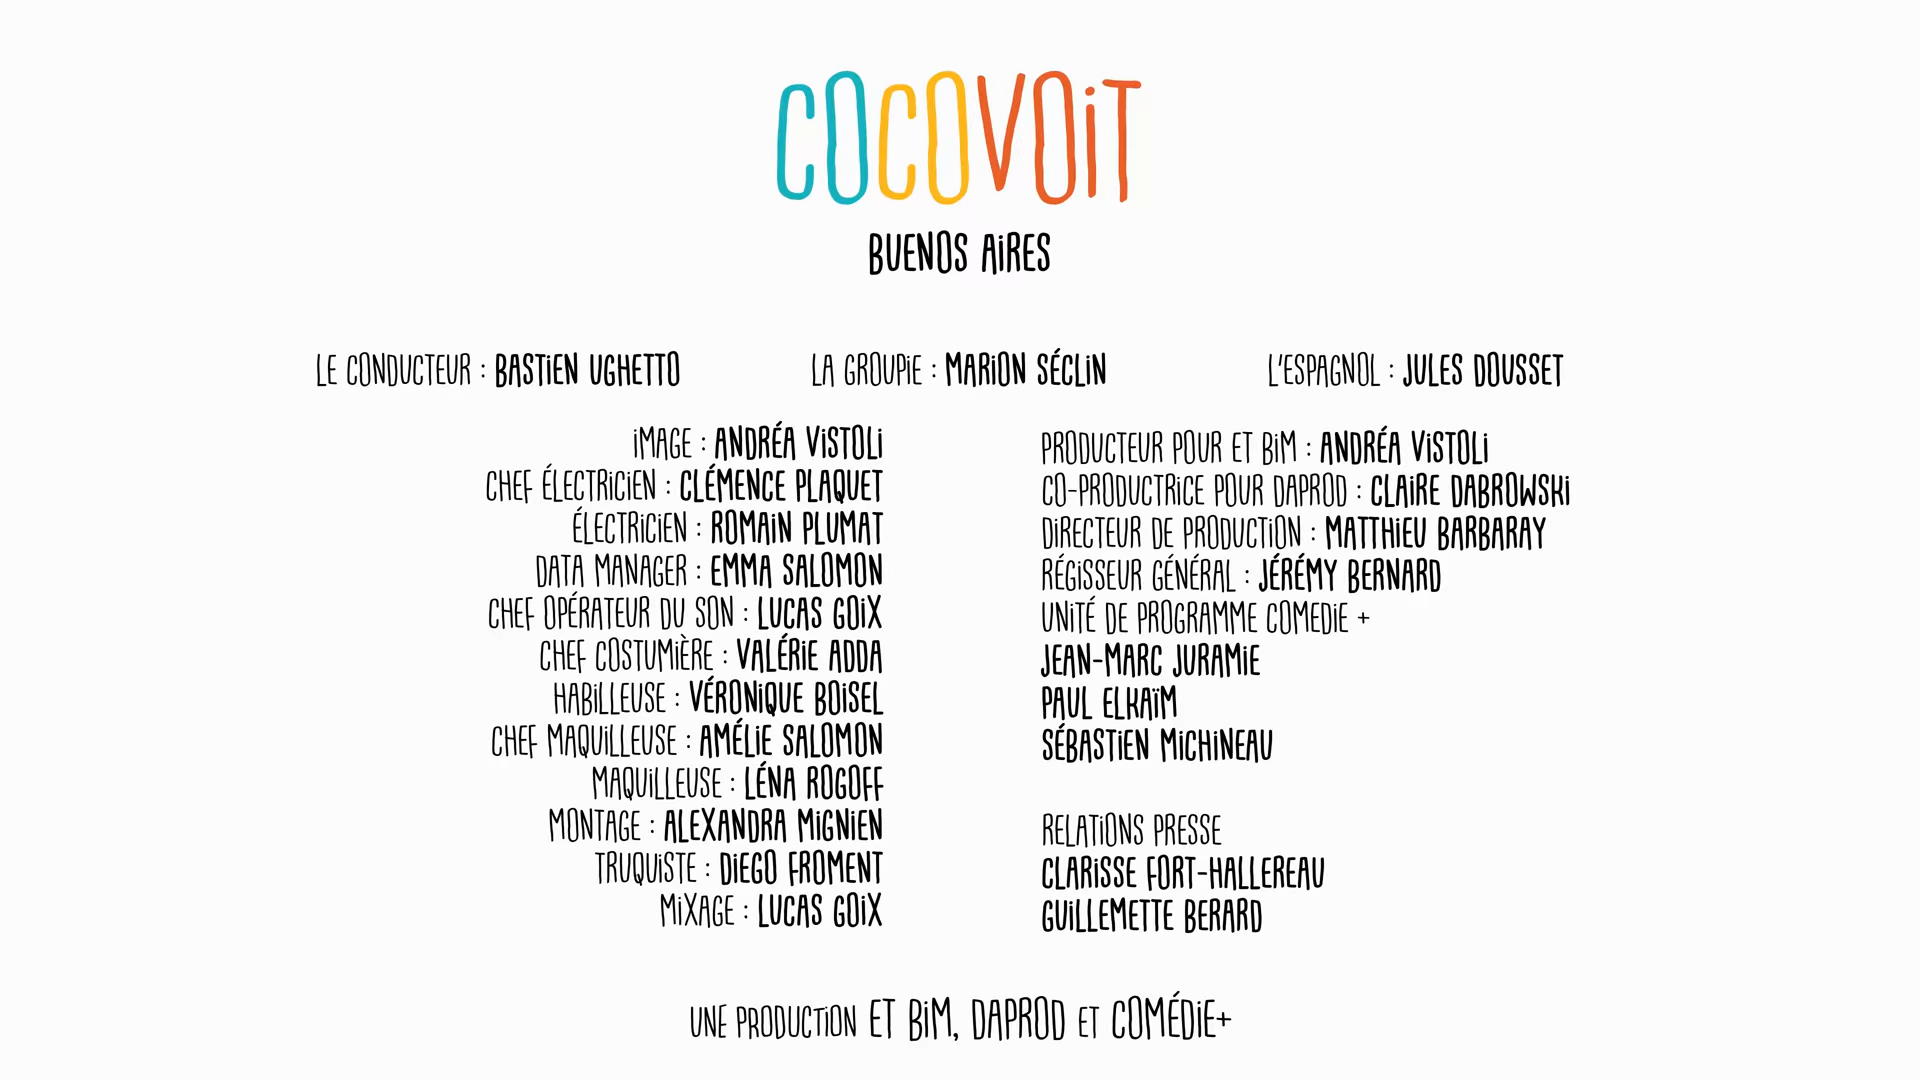 COCOVOiT
BUENOS AiRES
LE CONDUCTEUR : BASTiEN UGHETTO
LA GROUPiE : MARiON SÉCLiN
L'ESPAGNOL : JULES DOUSSET
iMAGE : ANDRÉA ViSTOLi
CHEF ÉLECTRiCiEN : CLÉMENCE PLAQUET
ÉLECTRiCiEN : ROMAiN PLUMAT
DATA MANAGER : EMMA SALOMON
CHEF OPÉRATEUR DU SON : LUCAS GOiX
CHEF COSTUMiÈRE : VALÉRiE ADDA
HABiLLEUSE : VÉRONiQUE BOiSEL
CHEF MAQUiLLEUSE : AMÉLiE SALOMON
MAQUiLLEUSE : LÉNA ROGOFF
MONTAGE : ALEXANDRA MiGNiEN
TRUQUiSTE : DiEGO FROMENT
MiXAGE : LUCAS GOiX
PRODUCTEUR POUR ET BiM : ANDRÉA ViSTOLi
CO-PRODUCTRiCE POUR DAPROD : CLAiRE DABROWSKi
DiRECTEUR DE PRODUCTiON : MATTHiEU BARBARAY
RÉGiSSEUR GÉNÉRAL : JÉRÉMY BERNARD
UNiTÉ DE PROGRAMME COMEDiE +
JEAN-MARC JURAMiE
PAUL ELKAÏM
SÉBASTiEN MiCHiNEAU
RELATiONS PRESSE
CLARiSSE FORT-HALLEREAU
GUiLLEMETTE BERARD
UNE PRODUCTiON ET BiM, DAPROD ET COMÉDiE+